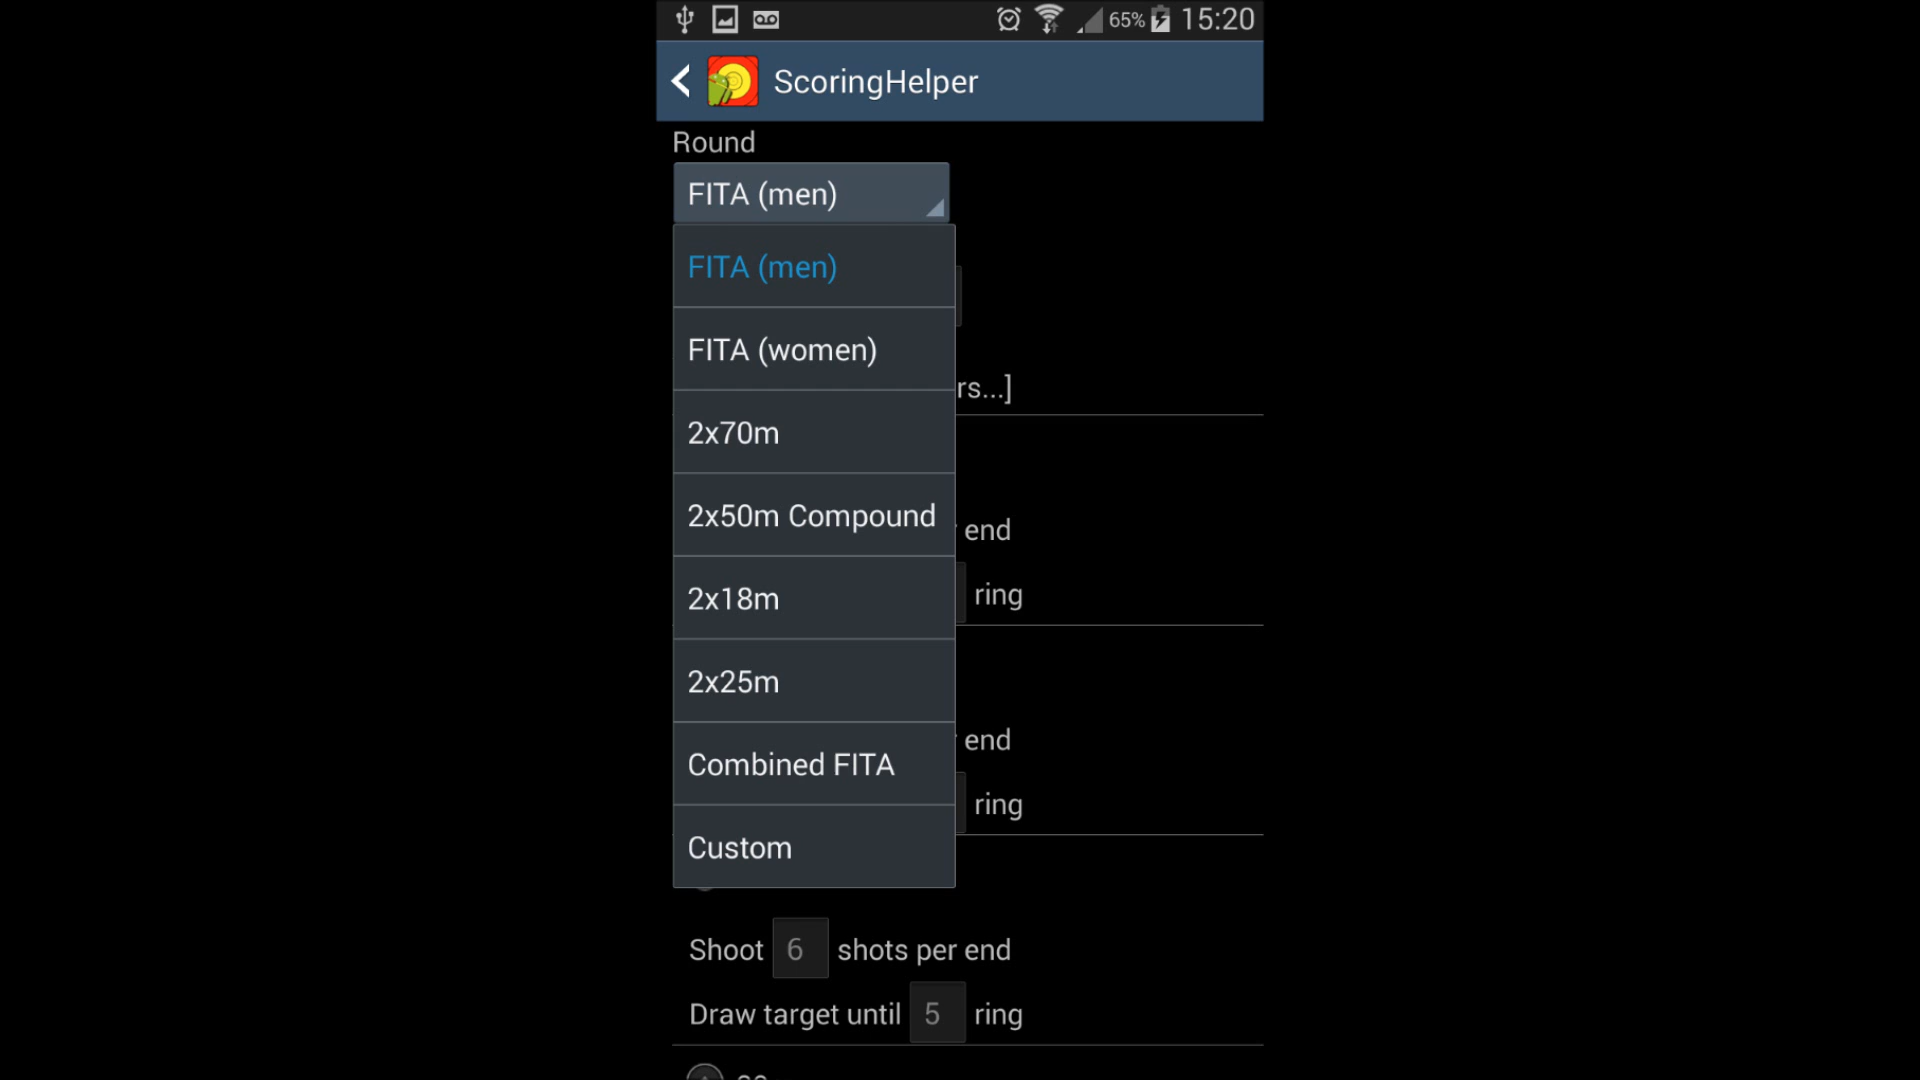 65% 15:20
ScoringHelper
Round
FITA (men)
FITA (men)
FITA (women)
rs...]
2x70m
2x50m Compound
end
2x18m
ring
2x25m
end
Combined FITA
ring
Custom
Shoot 6 shots per end
Draw target until 5 ring